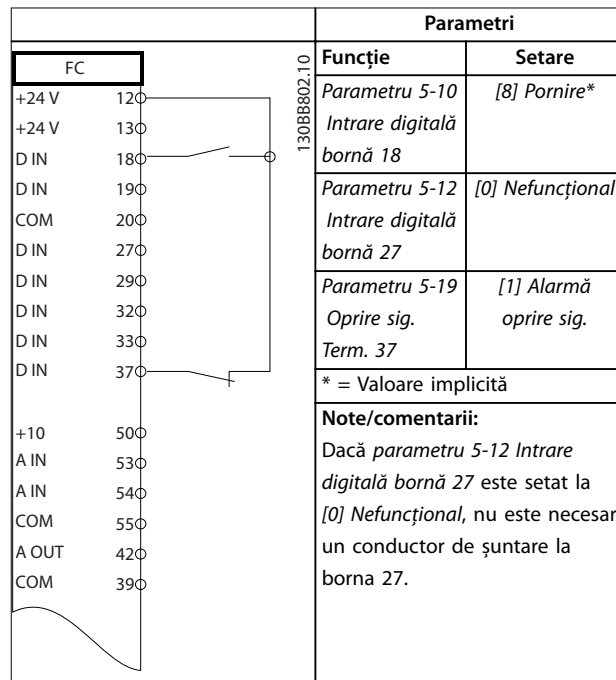 FC
+24 V 12
+24 V 13
D IN 18
D IN 19
COM 20
D IN 27
D IN 29
D IN 32
D IN 33
D IN 37
+10 50
A IN 53
A IN 54
COM 55
A OUT 42
COM 39
130BB802.10
Parametri
Funcție Setare
Parametru 5-10 [8] Pornire*
Intrare digitală
bornă 18
Parametru 5-12 [0] Nefuncțional
Intrare digitală
bornă 27
Parametru 5-19 [1] Alarmă
Oprire sig. oprire sig.
Term. 37
* = Valoare implicită
Note/comentarii:
Dacă parametru 5-12 Intrare
digitală bornă 27 este setat la
[0] Nefuncțional, nu este necesar
un conductor de șuntare la
borna 27.